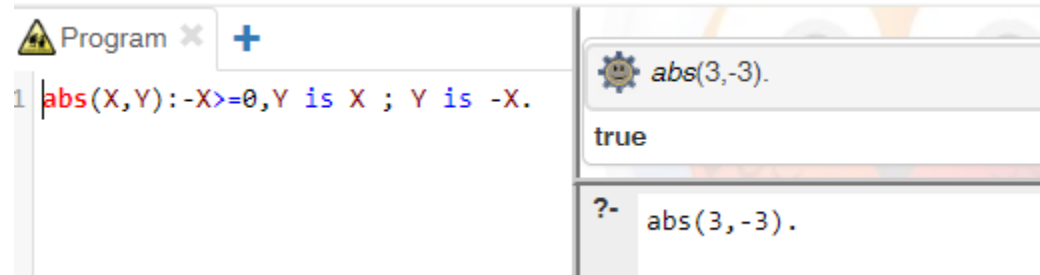 Program
1 abs(X,Y):-X>=0,Y is X ; Y is -X.
abs(3,-3).
true
?- abs(3,-3).